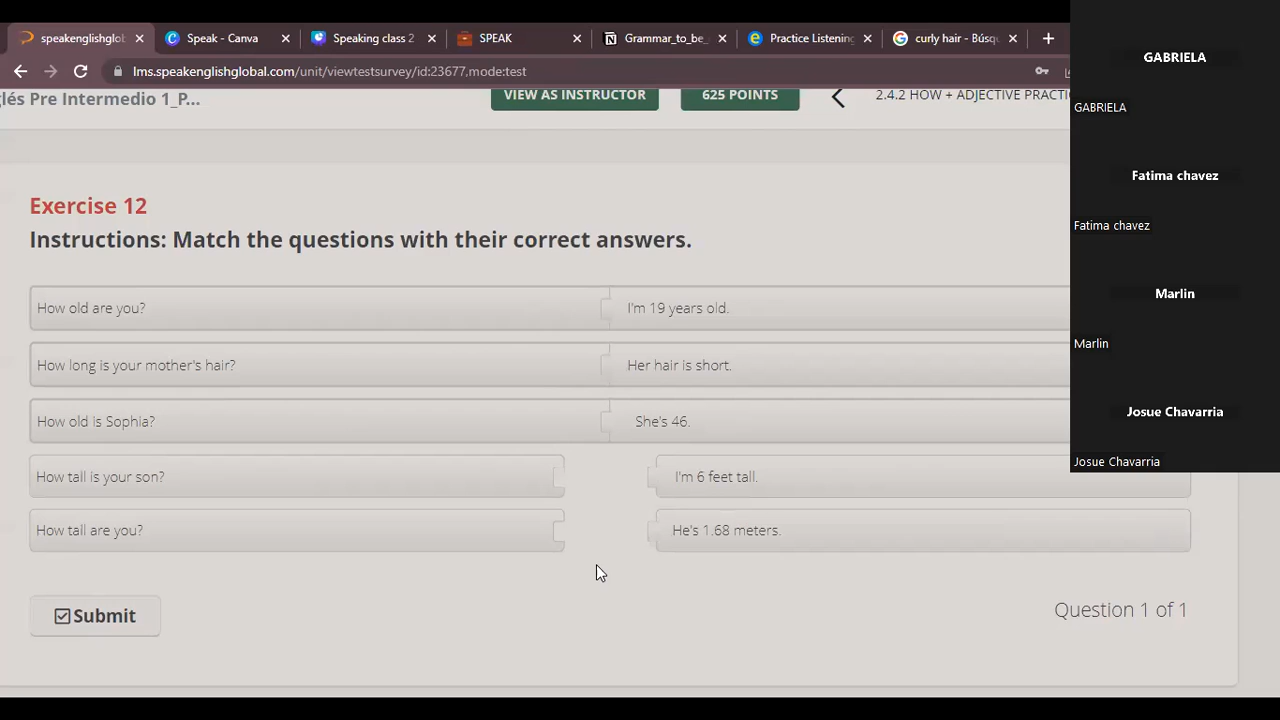 speakenglishglob
Speak - Canva
Speaking class 2
SPEAK
Grammar_to_be_
Practice Listening
curly hair - Búsq
lms.speakenglishglobal.com/unit/viewtestsurvey/id:23677,mode:test
glés Pre Intermedio 1_P...
VIEW AS INSTRUCTOR
625 POINTS
2.4.2 HOW + ADJECTIVE PRACTI
Exercise 12
Instructions: Match the questions with their correct answers.
How old are you?
I'm 19 years old.
How long is your mother's hair?
Her hair is short.
How old is Sophia?
She's 46.
How tall is your son?
I'm 6 feet tall.
How tall are you?
He's 1.68 meters.
Submit
Question 1 of 1
GABRIELA
GABRIELA
Fatima chavez
Fatima chavez
Marlin
Marlin
Josue Chavarria
Josue Chavarria